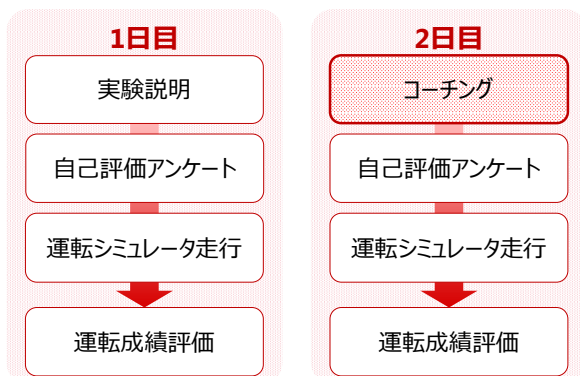 1日目
実験説明
自己評価アンケート
運転シミュレータ走行
運転成績評価
2日目
コーチング
自己評価アンケート
運転シミュレータ走行
運転成績評価